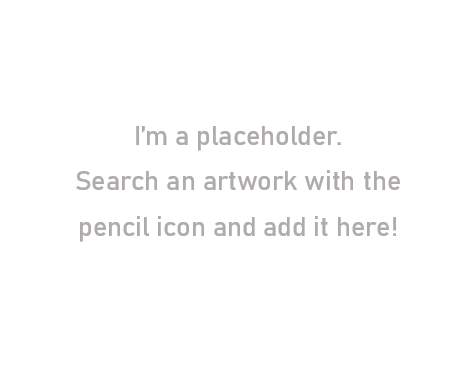 I’m a placeholder.
Search an artwork with the
pencil icon and add it here!